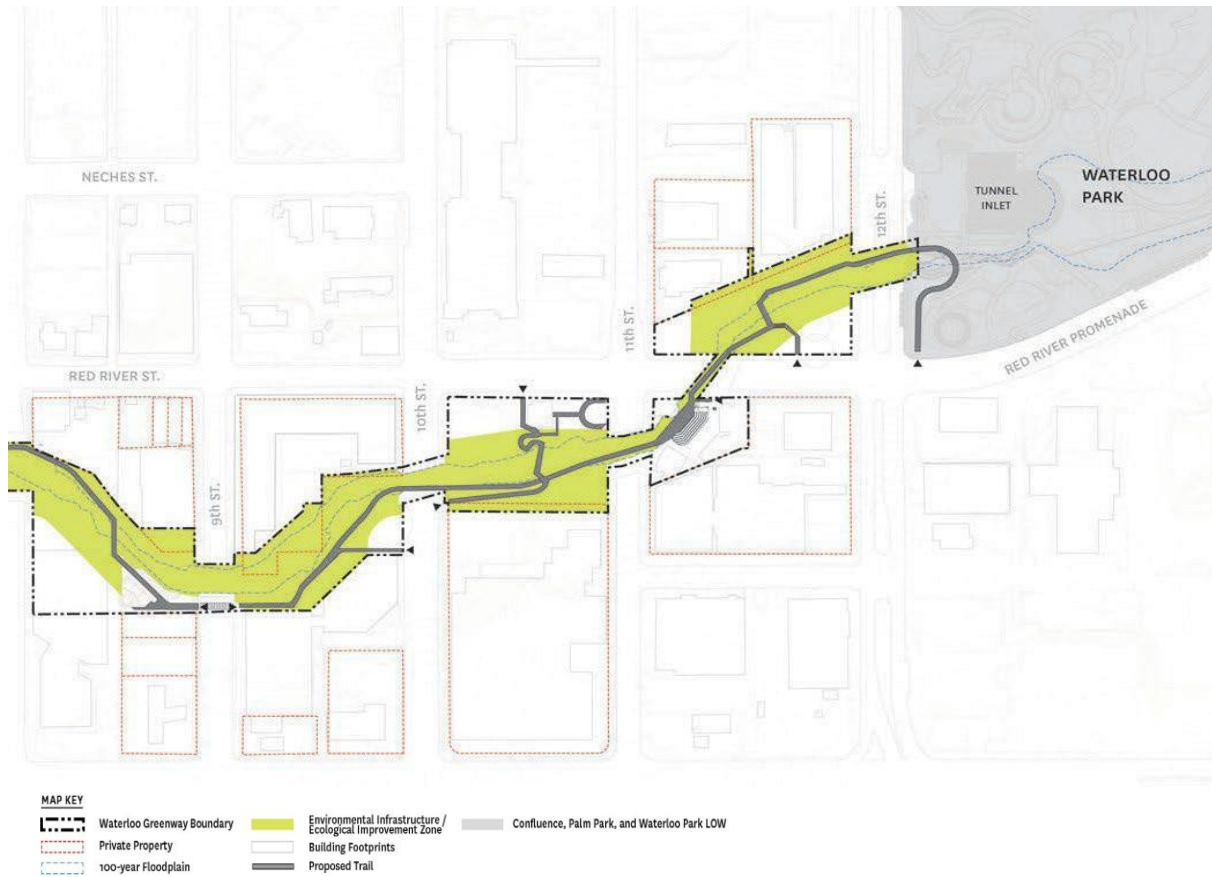 NECHES ST.
12th ST.
TUNNEL
INLET
WATERLOO
PARK
11th ST.
RED RIVER PROMENADE
RED RIVER ST.
10th ST.
9th ST.
MAP KEY
Waterloo Greenway Boundary
Private Property
100-year Floodplain
Environmental Infrastructure /
Ecological Improvement Zone
Building Footprints
Proposed Trail
Confluence, Palm Park, and Waterloo Park LOW